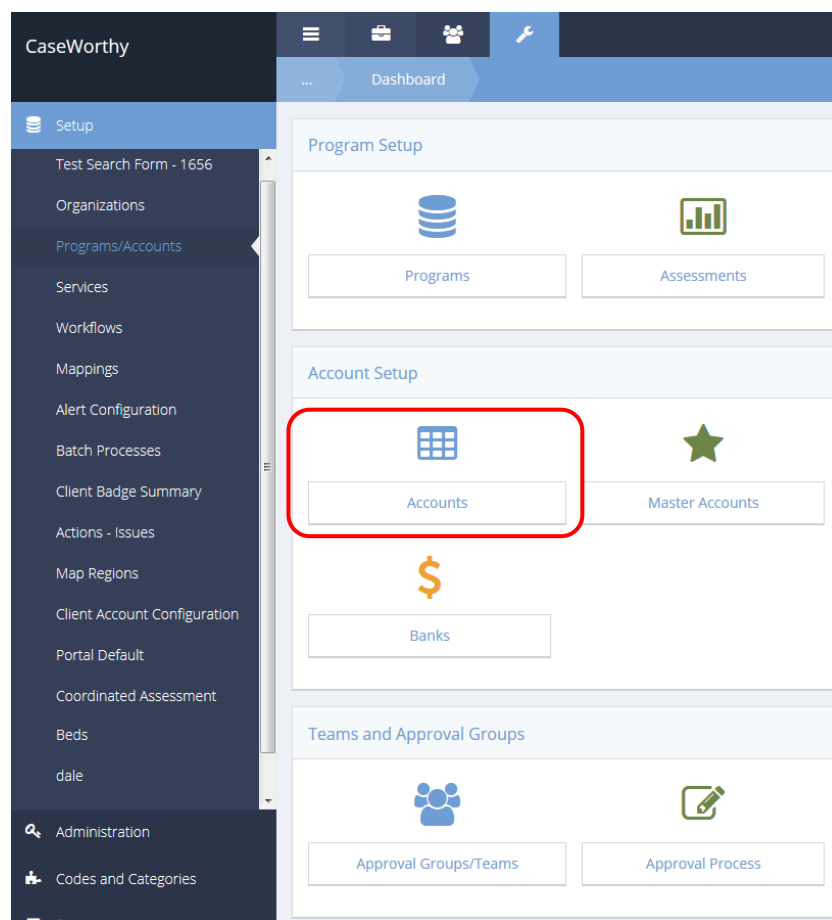 CaseWorthy
...
Dashboard
Setup
Test Search Form - 1656
Organizations
Programs/Accounts
Services
Workflows
Mappings
Alert Configuration
Batch Processes
Client Badge Summary
Actions - Issues
Map Regions
Client Account Configuration
Portal Default
Coordinated Assessment
Beds
dale
Administration
Codes and Categories
Program Setup
Programs
Assessments
Account Setup
Accounts
Master Accounts
Banks
Teams and Approval Groups
Approval Groups/Teams
Approval Process